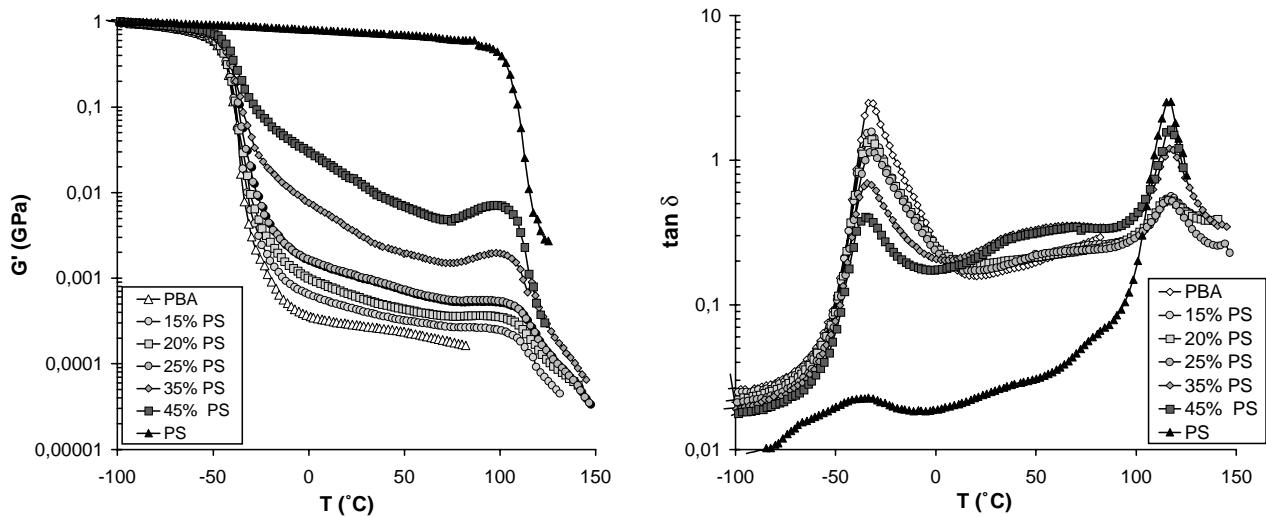 1
0,1
0,01
0,001
0,0001
0,00001
G' (GPa)
-100
-50
0
50
100
150
T (˚C)
PBA
15% PS
20% PS
25% PS
35% PS
45% PS
PS
10
1
0,1
0,01
tan δ
-100
-50
0
50
100
150
T (˚C)
PBA
15% PS
20% PS
25% PS
35% PS
45% PS
PS